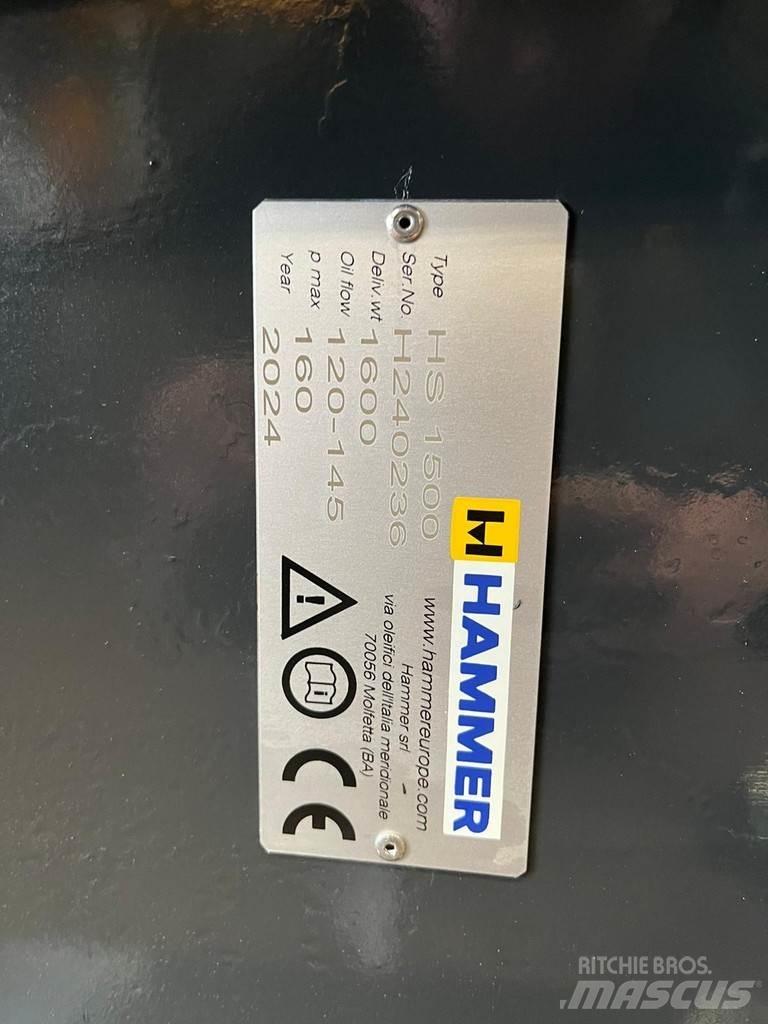 HAMMER
Type HS 1500
Ser.No. H240236
Deliv.wt 1600
Oil flow 120-145
p max 160
Year 2024
www.hammereurope.com
Hammer srl -
via oleifici dell'Italia meridionale
70056 Molfetta (BA)
CE
RITCHIE BROS.
MASCUS